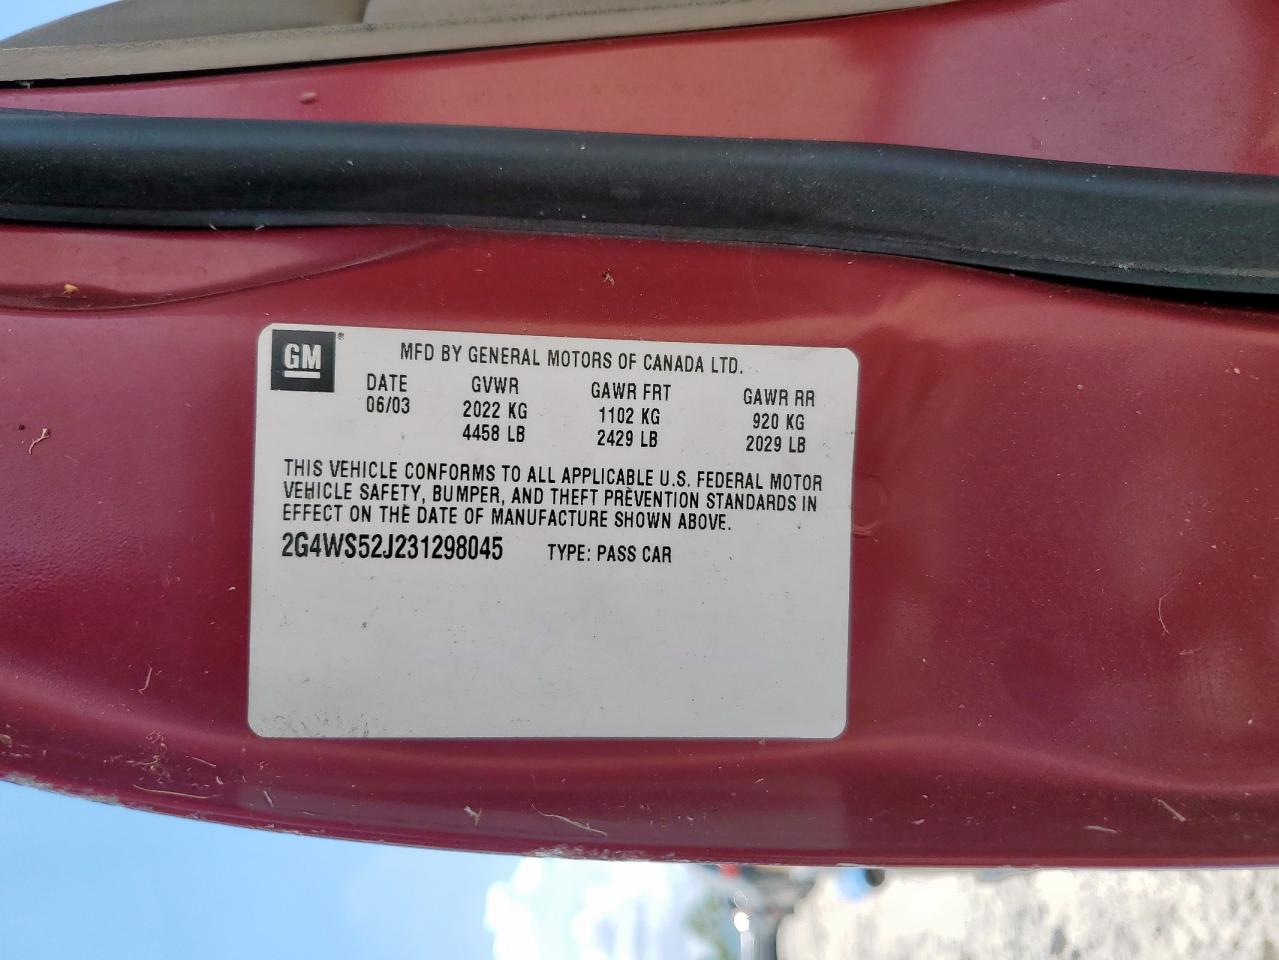 GM®
MFD BY GENERAL MOTORS OF CANADA LTD.
DATE GVWR GAWR FRT GAWR RR
06/03 2022 KG 1102 KG 920 KG
4458 LB 2429 LB 2029 LB
THIS VEHICLE CONFORMS TO ALL APPLICABLE U.S. FEDERAL MOTOR
VEHICLE SAFETY, BUMPER, AND THEFT PREVENTION STANDARDS IN
EFFECT ON THE DATE OF MANUFACTURE SHOWN ABOVE.
2G4WS52J231298045 TYPE: PASS CAR